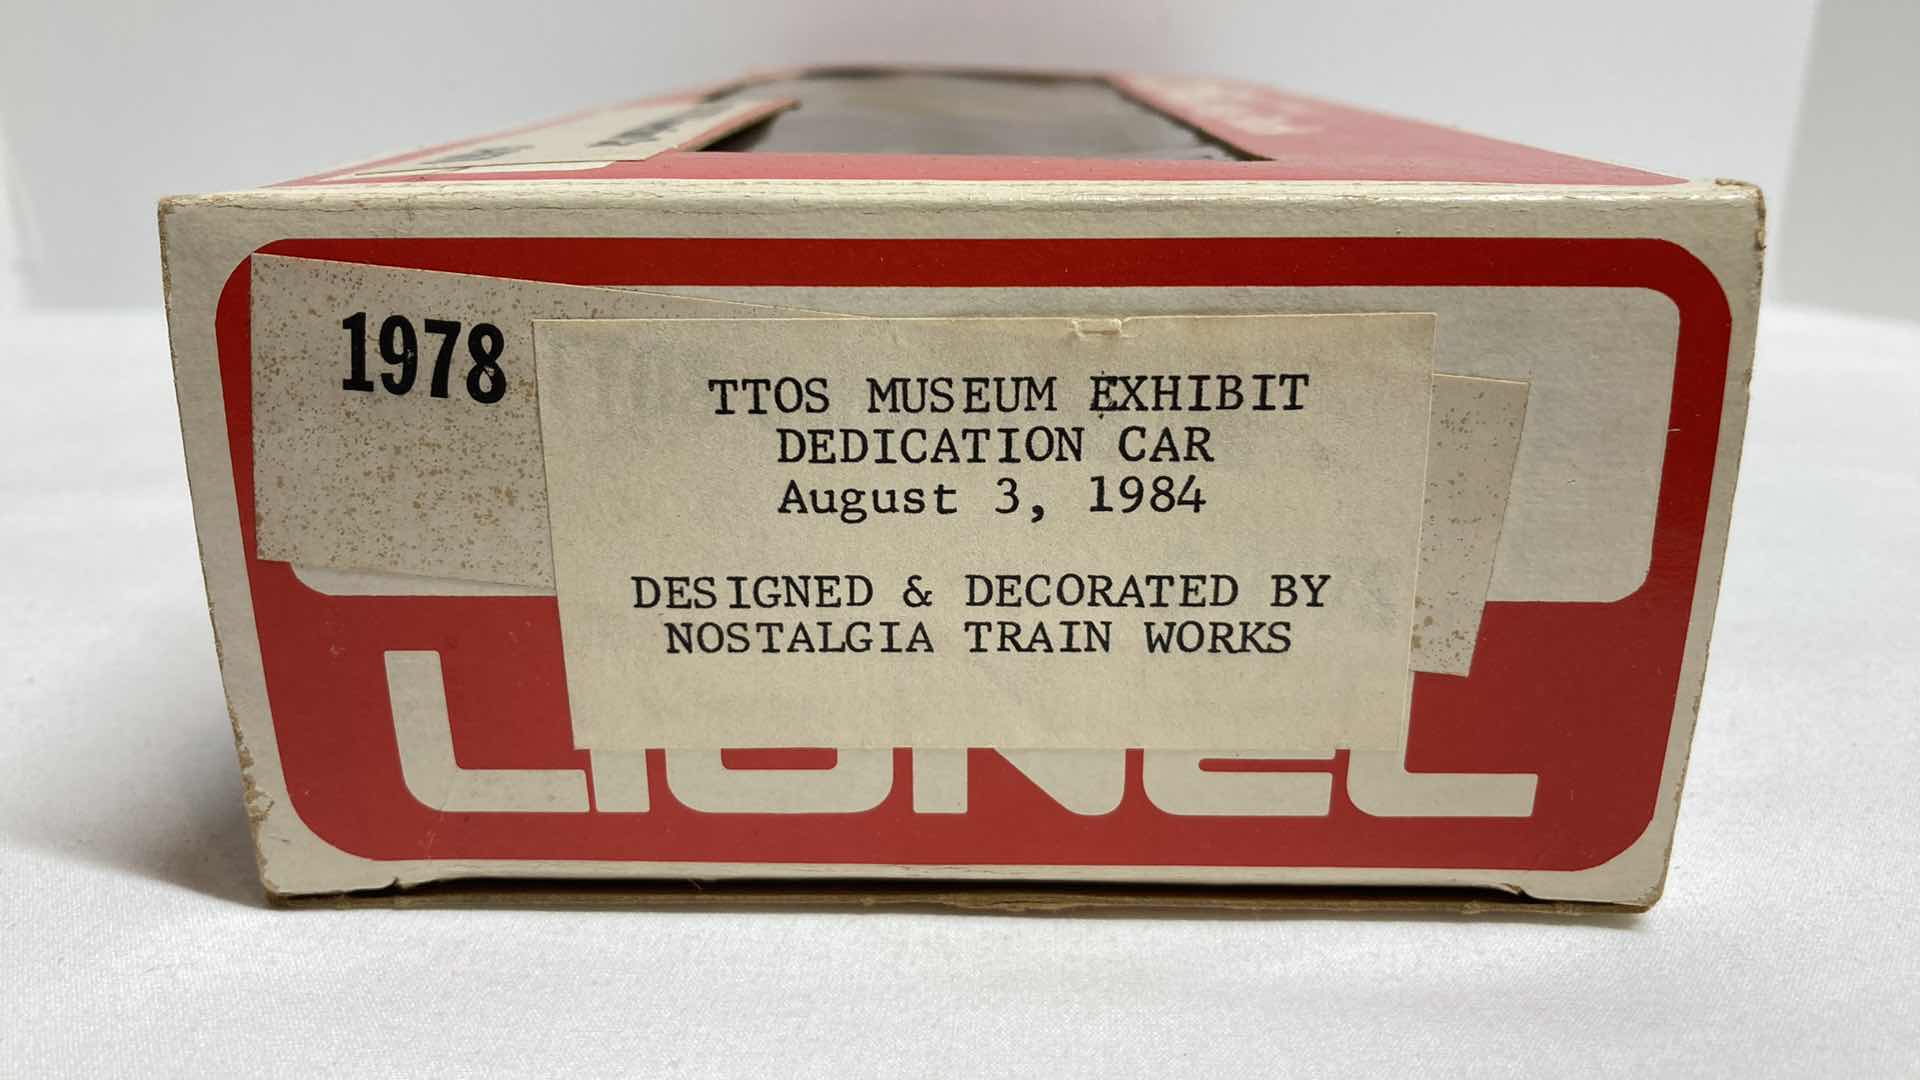 1978
TTOS MUSEUM EXHIBIT
DEDICATION CAR
August 3, 1984
DESIGNED & DECORATED BY
NOSTALGIA TRAIN WORKS
LIONEL